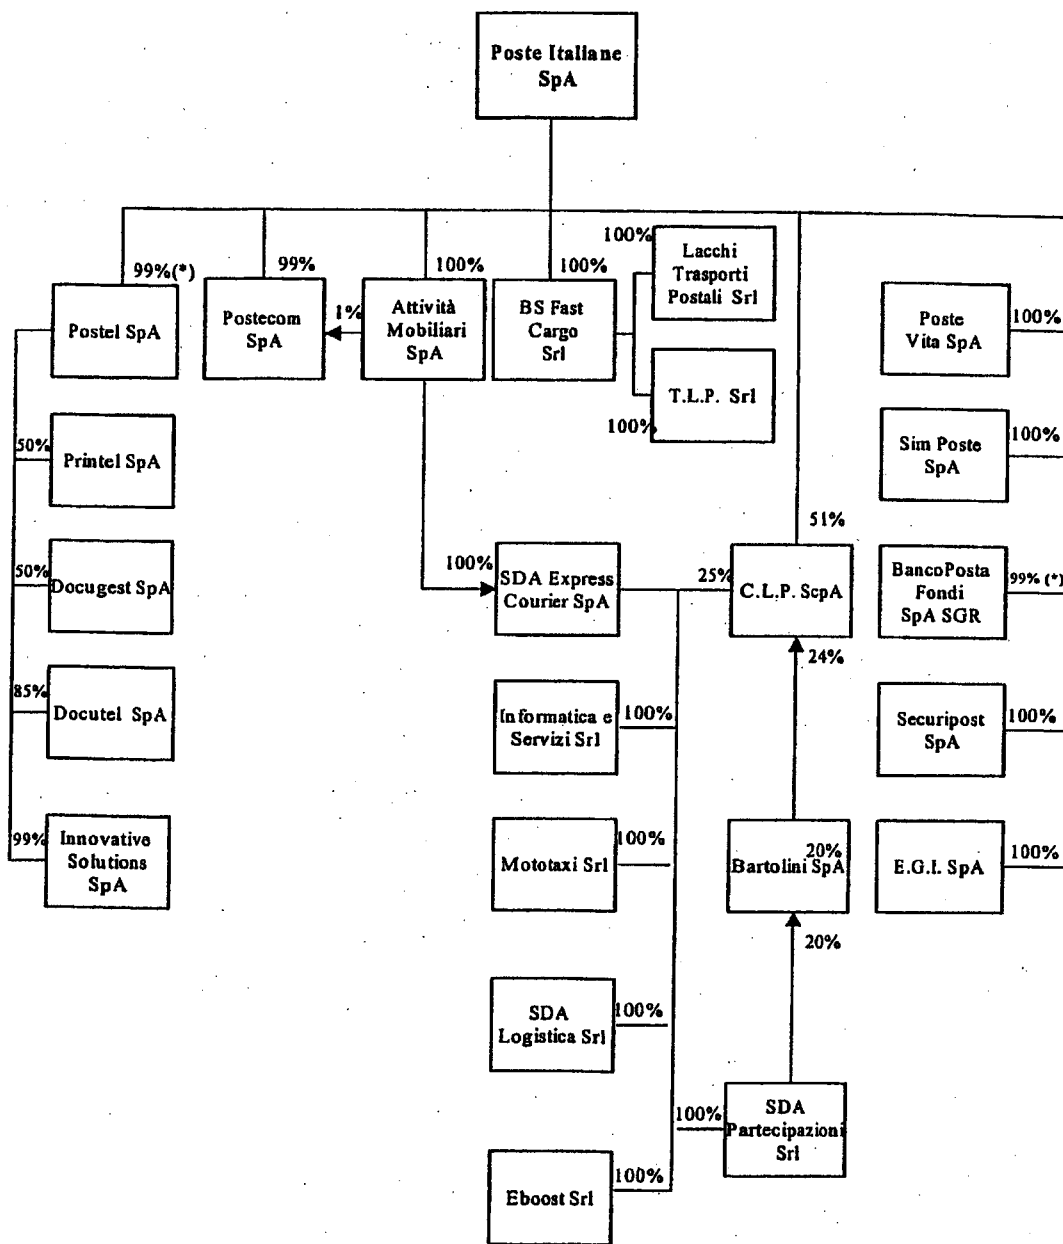 Poste Italiane
SpA
99%(*)
Postel SpA
50%
Printel SpA
50%
Docugest SpA
85%
Docutel SpA
99%
Innovative
Solutions
SpA
99%
Postecom
SpA
1%
100%
Attività
Mobiliari
SpA
100%
BS Fast
Cargo
Srl
100%
Lacchi
Trasporti
Postali Srl
100%
T.L.P. Srl
100%
SDA Express
Courier SpA
25%
51%
C.L.P. ScpA
24%
Informatica e
Servizi Srl
100%
Mototaxi Srl
100%
SDA
Logistica Srl
100%
Eboost Srl
100%
20%
Bartolini SpA
20%
100%
SDA
Partecipazioni
Srl
Poste
Vita SpA
100%
Sim Poste
SpA
100%
BancoPosta
Fondi
SpA SGR
99% (*)
Securipost
SpA
100%
E.G.I. SpA
100%